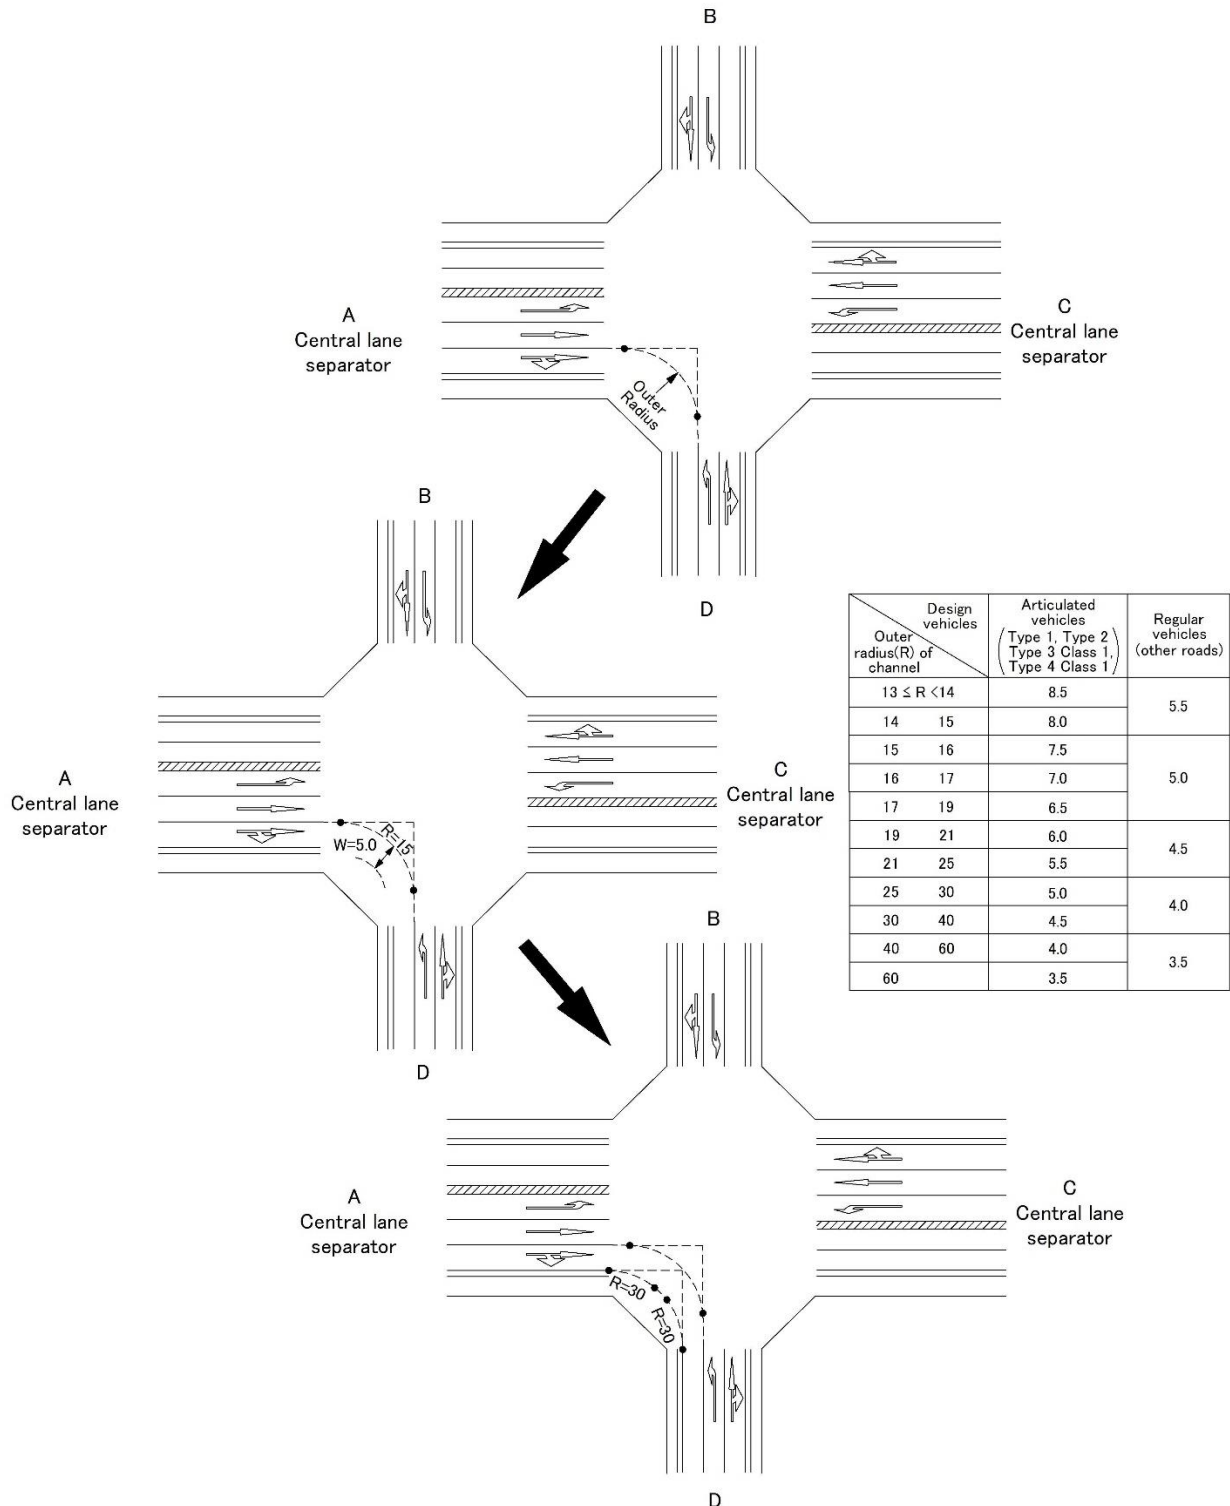 B
A
Central lane
separator
C
Central lane
separator
Outer
Radius
D
B
A
Central lane
separator
C
Central lane
separator
R=15
W=5.0
D
Design
vehicles
Outer
radius(R) of
channel
Articulated
vehicles
(Type 1, Type 2
Type 3 Class 1,
Type 4 Class 1)
Regular
vehicles
(other roads)
13 ≤ R <14 8.5 5.5
14 15 8.0
15 16 7.5 5.0
16 17 7.0
17 19 6.5
19 21 6.0 4.5
21 25 5.5
25 30 5.0 4.0
30 40 4.5
40 60 4.0 3.5
60 3.5
B
A
Central lane
separator
C
Central lane
separator
R=30
R=30
D